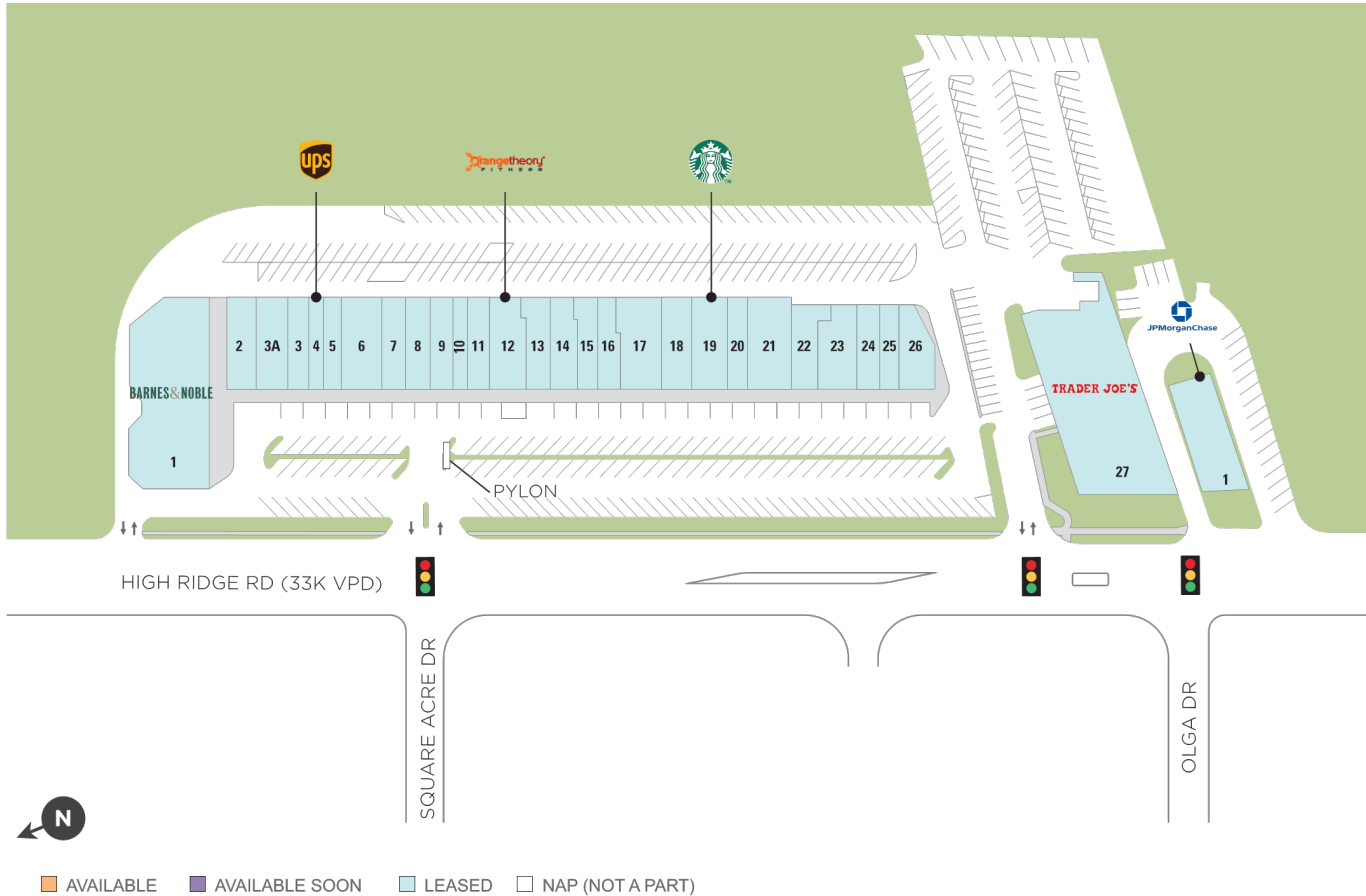 ups
orangetheory®
FITNESS
TM
JPMorganChase
2 3A 3 4 5 6 7 8 9 10 11 12 13 14 15 16 17 18 19 20 21 22 23 24 25 26
BARNES&NOBLE
1
TRADER JOE'S
27
1
PYLON
HIGH RIDGE RD (33K VPD)
SQUARE ACRE DR
OLGA DR
N
AVAILABLE
AVAILABLE SOON
LEASED
NAP (NOT A PART)